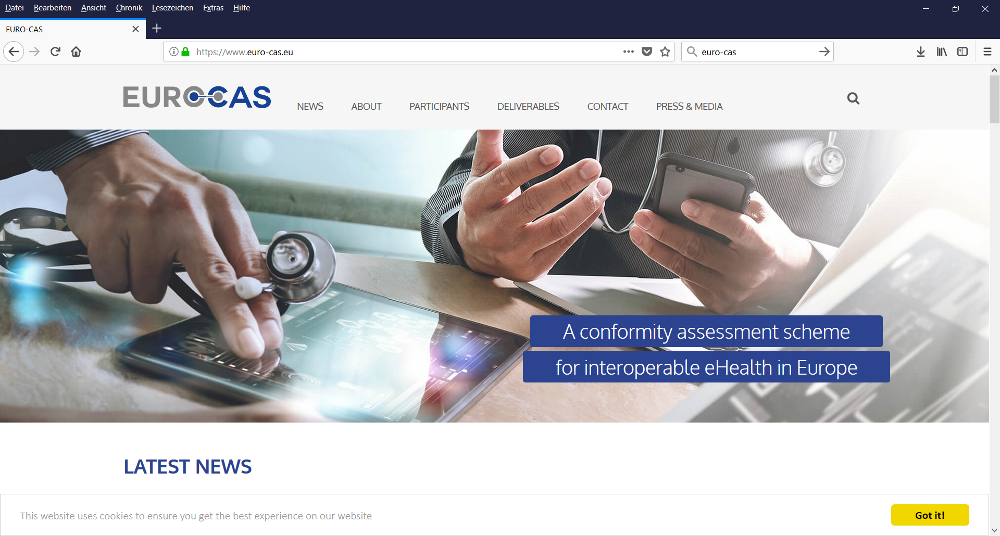 Datei Bearbeiten Ansicht Chronik Lesezeichen Extras Hilfe
EURO-CAS
https://www.euro-cas.eu
euro-cas
EURO-CAS
NEWS ABOUT PARTICIPANTS DELIVERABLES CONTACT PRESS & MEDIA
A conformity assessment scheme
for interoperable eHealth in Europe
LATEST NEWS
This website uses cookies to ensure you get the best experience on our website
Got it!